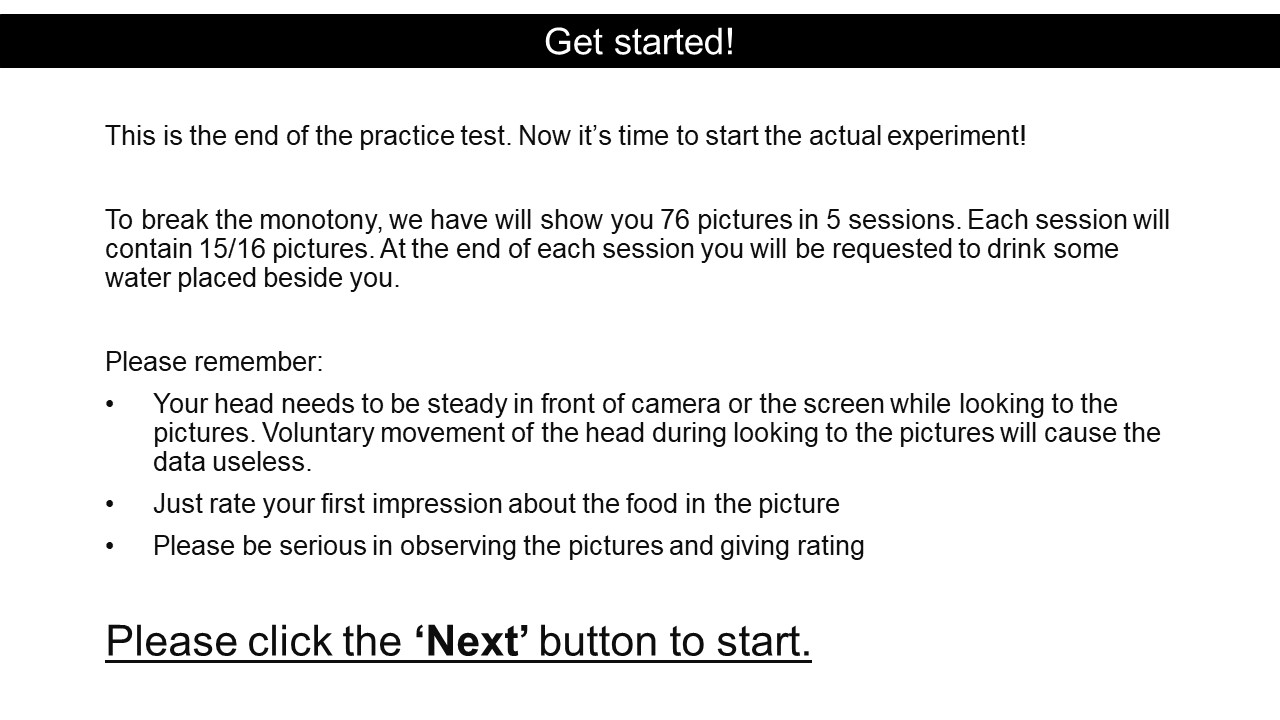 Get started!
This is the end of the practice test. Now it’s time to start the actual experiment!
To break the monotony, we have will show you 76 pictures in 5 sessions. Each session will
contain 15/16 pictures. At the end of each session you will be requested to drink some
water placed beside you.
Please remember:
• Your head needs to be steady in front of camera or the screen while looking to the
pictures. Voluntary movement of the head during looking to the pictures will cause the
data useless.
• Just rate your first impression about the food in the picture
• Please be serious in observing the pictures and giving rating
Please click the ‘Next’ button to start.